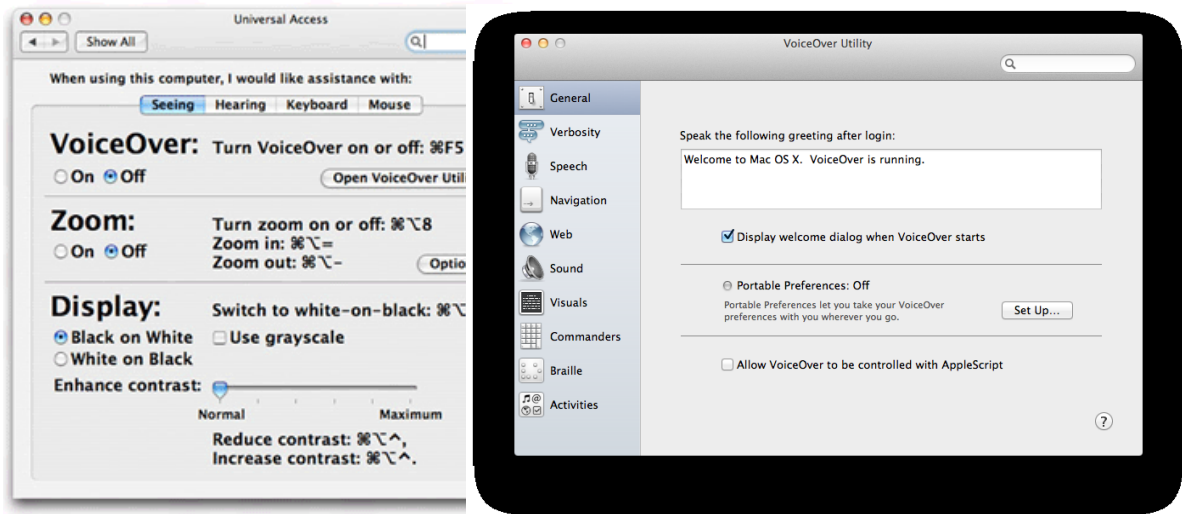 Universal Access
Show All
When using this computer, I would like assistance with:
Seeing Hearing Keyboard Mouse
VoiceOver: Turn VoiceOver on or off: ⌘F5
On Off Open VoiceOver Util
Zoom: Turn zoom on or off: ⌘⌥8
On Off Zoom in: ⌘⌥=
Zoom out: ⌘⌥- Optio
Display: Switch to white-on-black: ⌘⌥
Black on White Use grayscale
White on Black
Enhance contrast:
Normal Maximum
Reduce contrast: ⌘⌥^,
Increase contrast: ⌘⌥^.
VoiceOver Utility
General
Verbosity
Speech
Navigation
Web
Sound
Visuals
Commanders
Braille
Activities
Speak the following greeting after login:
Welcome to Mac OS X. VoiceOver is running.
Display welcome dialog when VoiceOver starts
Portable Preferences: Off
Portable Preferences let you take your VoiceOver
preferences with you wherever you go.
Set Up...
Allow VoiceOver to be controlled with AppleScript
?